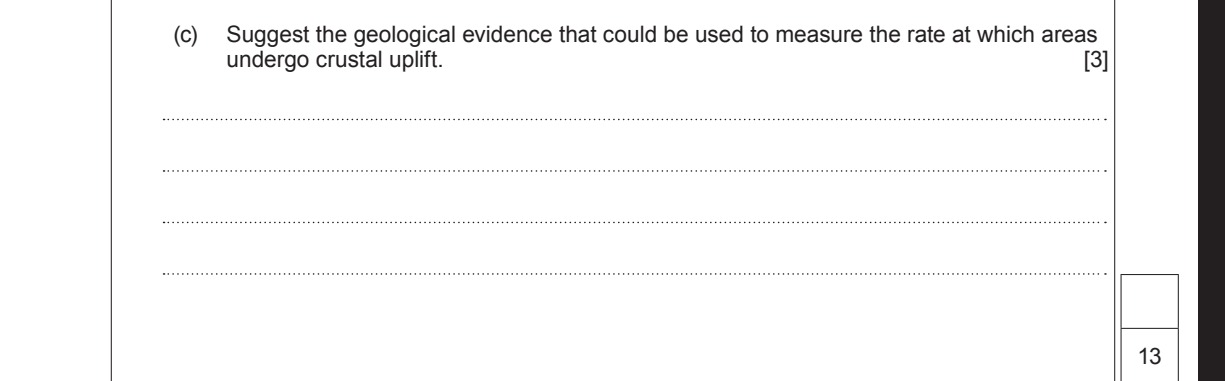 (c) Suggest the geological evidence that could be used to measure the rate at which areas
undergo crustal uplift. [3]
13